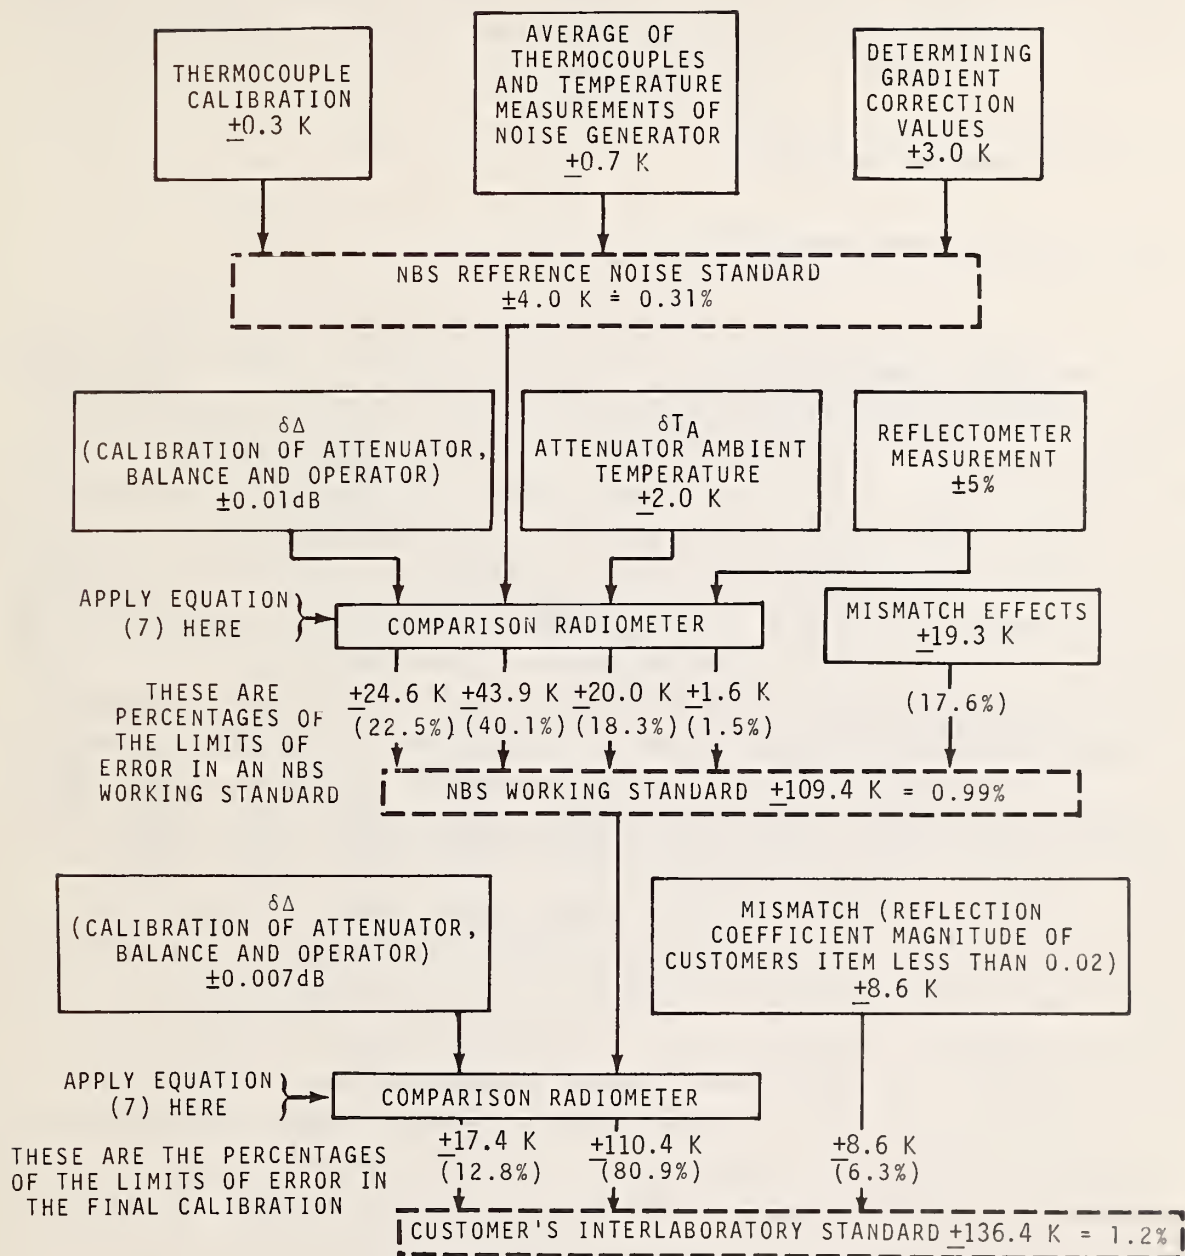 THERMOCOUPLE
CALIBRATION
±0.3 K
AVERAGE OF
THERMOCOUPLES
AND TEMPERATURE
MEASUREMENTS OF
NOISE GENERATOR
±0.7 K
DETERMINING
GRADIENT
CORRECTION
VALUES
±3.0 K
NBS REFERENCE NOISE STANDARD
±4.0 K ≐ 0.31%
δΔ
(CALIBRATION OF ATTENUATOR,
BALANCE AND OPERATOR)
±0.01dB
δTA
ATTENUATOR AMBIENT
TEMPERATURE
±2.0 K
REFLECTOMETER
MEASUREMENT
±5%
APPLY EQUATION
(7) HERE
COMPARISON RADIOMETER
MISMATCH EFFECTS
±19.3 K
THESE ARE
PERCENTAGES OF
THE LIMITS OF
ERROR IN AN NBS
WORKING STANDARD
±24.6 K ±43.9 K ±20.0 K ±1.6 K
(22.5%) (40.1%) (18.3%) (1.5%)
(17.6%)
NBS WORKING STANDARD ±109.4 K = 0.99%
δΔ
(CALIBRATION OF ATTENUATOR,
BALANCE AND OPERATOR)
±0.007dB
MISMATCH (REFLECTION
COEFFICIENT MAGNITUDE OF
CUSTOMERS ITEM LESS THAN 0.02)
±8.6 K
APPLY EQUATION
(7) HERE
COMPARISON RADIOMETER
THESE ARE THE PERCENTAGES
OF THE LIMITS OF ERROR IN
THE FINAL CALIBRATION
±17.4 K ±110.4 K ±8.6 K
(12.8%) (80.9%) (6.3%)
CUSTOMER'S INTERLABORATORY STANDARD ±136.4 K = 1.2%